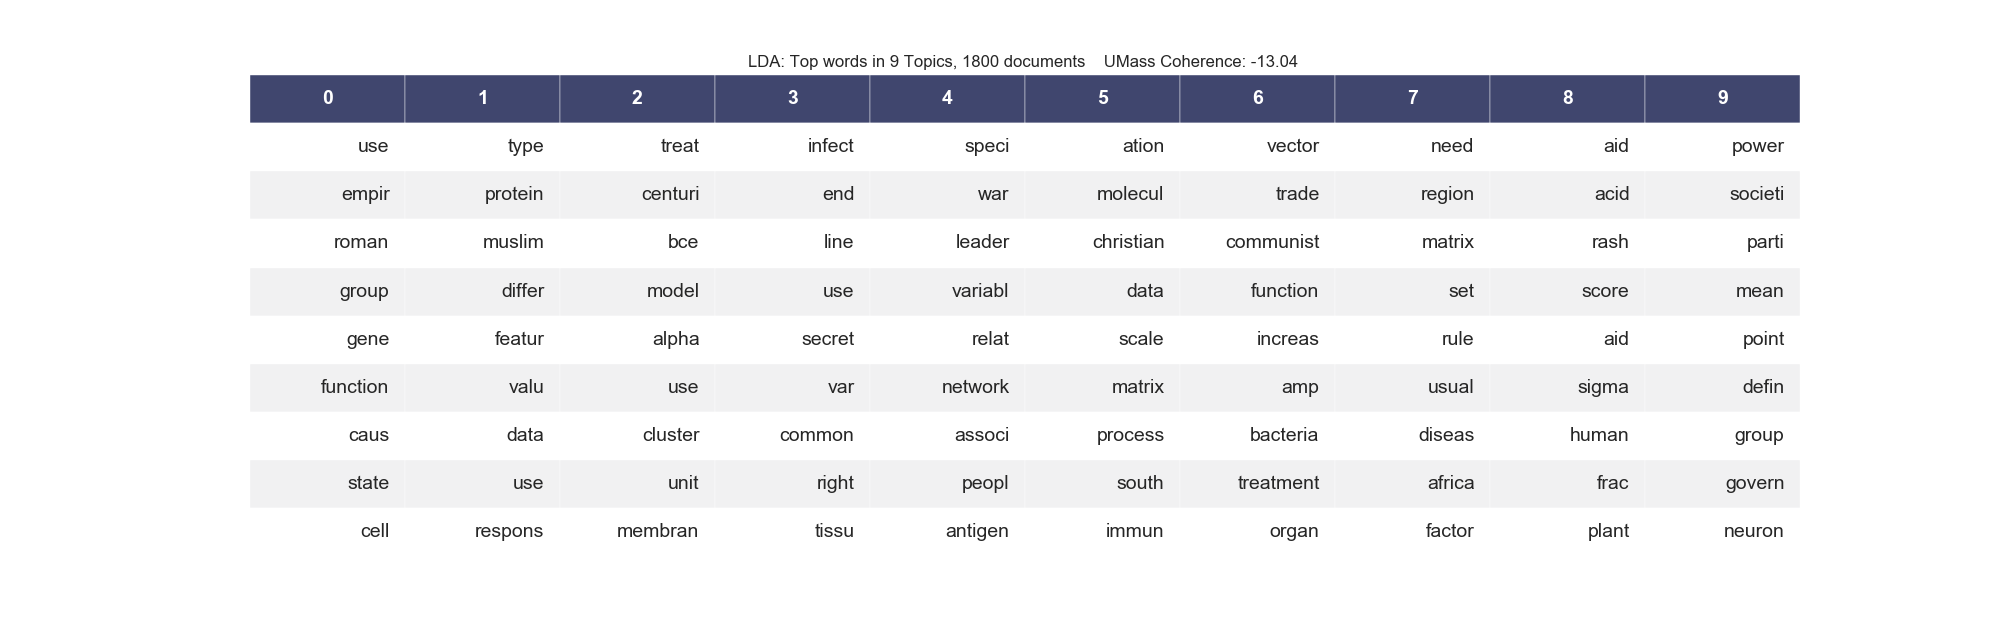 LDA: Top words in 9 Topics, 1800 documents    UMass Coherence: -13.04
0 1 2 3 4 5 6 7 8 9
use type treat infect speci ation vector need aid power
empir protein centuri end war molecul trade region acid societi
roman muslim bce line leader christian communist matrix rash parti
group differ model use variabl data function set score mean
gene featur alpha secret relat scale increas rule aid point
function valu use var network matrix amp usual sigma defin
caus data cluster common associ process bacteria diseas human group
state use unit right peopl south treatment africa frac govern
cell respons membran tissu antigen immun organ factor plant neuron